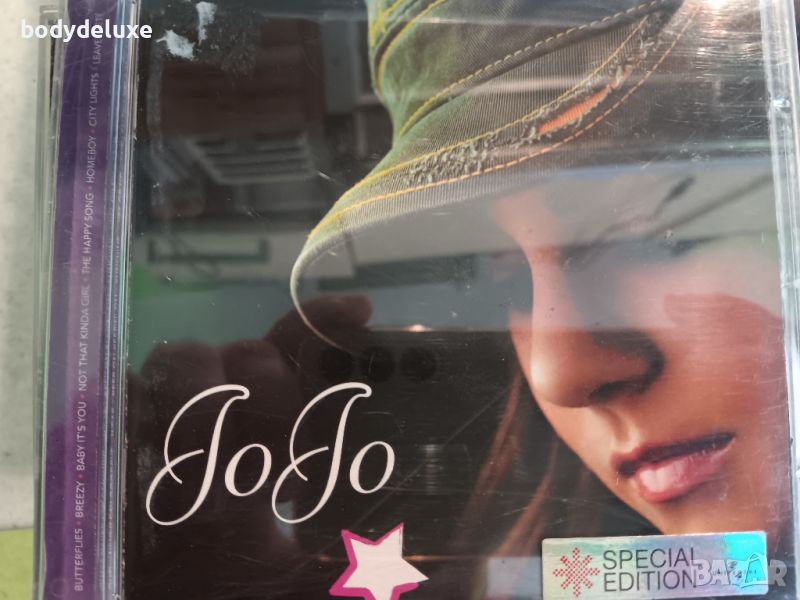 bodydeluxe
BUTTERFLIES • BREEZY • BABY IT'S YOU • NOT THAT KINDA GIRL • THE HAPPY SONG • HOMEBOY • CITY LIGHTS • LEAVE
JoJo
SPECIAL
EDITION
BAZAR